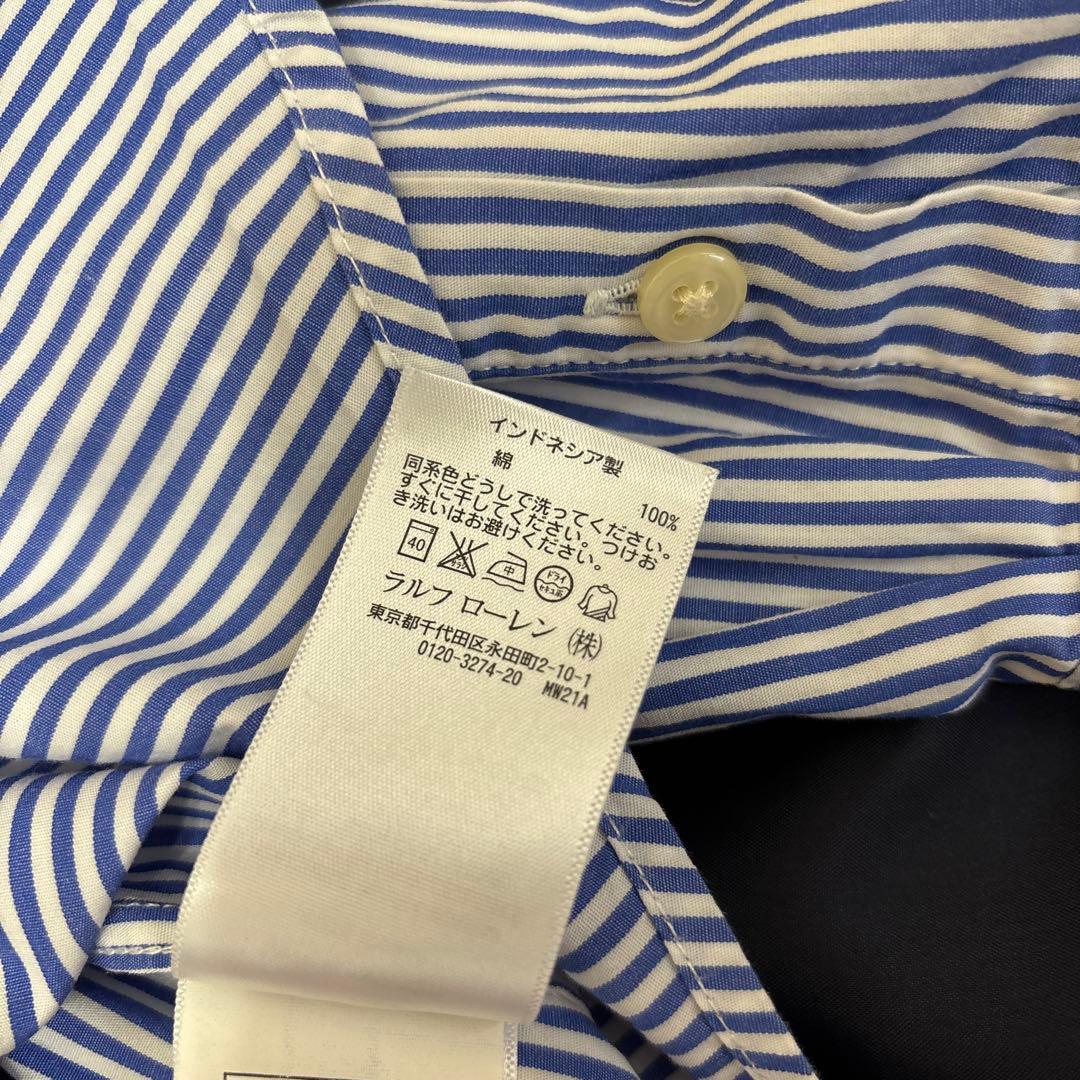 インドネシア製
綿 100%
同系色どうしで洗ってください。
すぐに干してください。つけお
き洗いはお避けください。
40 中 ドライ セキユ系
ラルフ ローレン (株)
東京都千代田区永田町2-10-1
0120-3274-20 MW21A